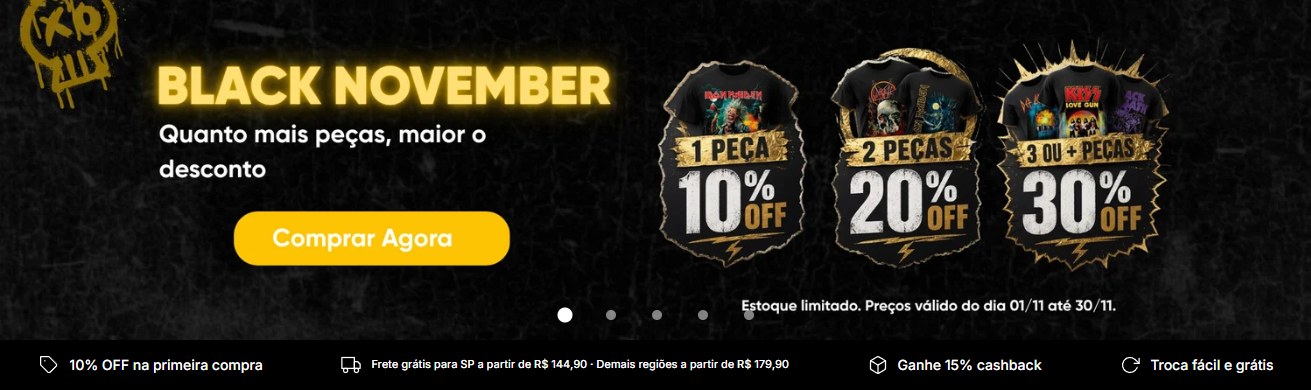 BLACK NOVEMBER
Quanto mais peças, maior o
desconto
Comprar Agora
IRON MAIDEN
1 PEÇA
10%
OFF
2 PEÇAS
20%
OFF
KISS
LOVE GUN
3 OU + PEÇAS
30%
OFF
Estoque limitado. Preços válido do dia 01/11 até 30/11.
10% OFF na primeira compra
Frete grátis para SP a partir de R$ 144,90 · Demais regiões a partir de R$ 179,90
Ganhe 15% cashback
Troca fácil e grátis